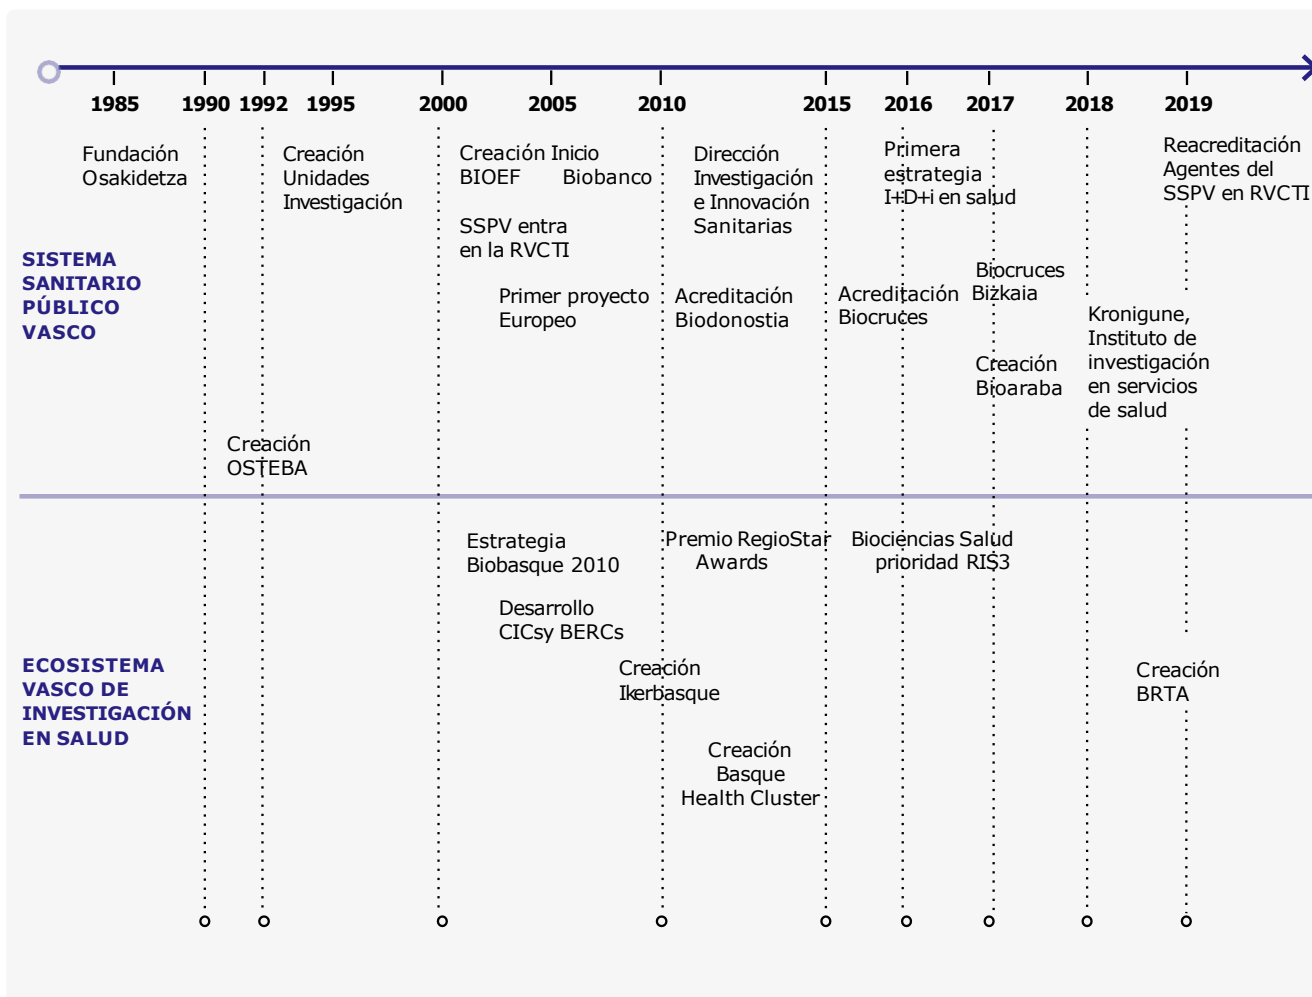 1985 1990 1992 1995 2000 2005 2010 2015 2016 2017 2018 2019
Fundación
Osakidetza
Creación
Unidades
Investigación
Creación Inicio
BIOEF Biobanco
SSPV entra
en la RVCTI
Primer proyecto
Europeo
Dirección
Investigación
e Innovación
Sanitarias
Acreditación
Biodonostia
Primera
estrategia
I+D+i en salud
Acreditación
Biocruces
Biocruces
Bizkaia
Creación
Bioaraba
Kronigune,
Instituto de
investigación
en servicios
de salud
Reacreditación
Agentes del
SSPV en RVCTI
SISTEMA
SANITARIO
PÚBLICO
VASCO
Creación
OSTEBA
Estrategia
Biobasque 2010
Desarrollo
CICsy BERCs
Creación
Ikerbasque
Premio RegioStar
Awards
Creación
Basque
Health Cluster
Biociencias Salud
prioridad RIS3
Creación
BRTA
ECOSISTEMA
VASCO DE
INVESTIGACIÓN
EN SALUD